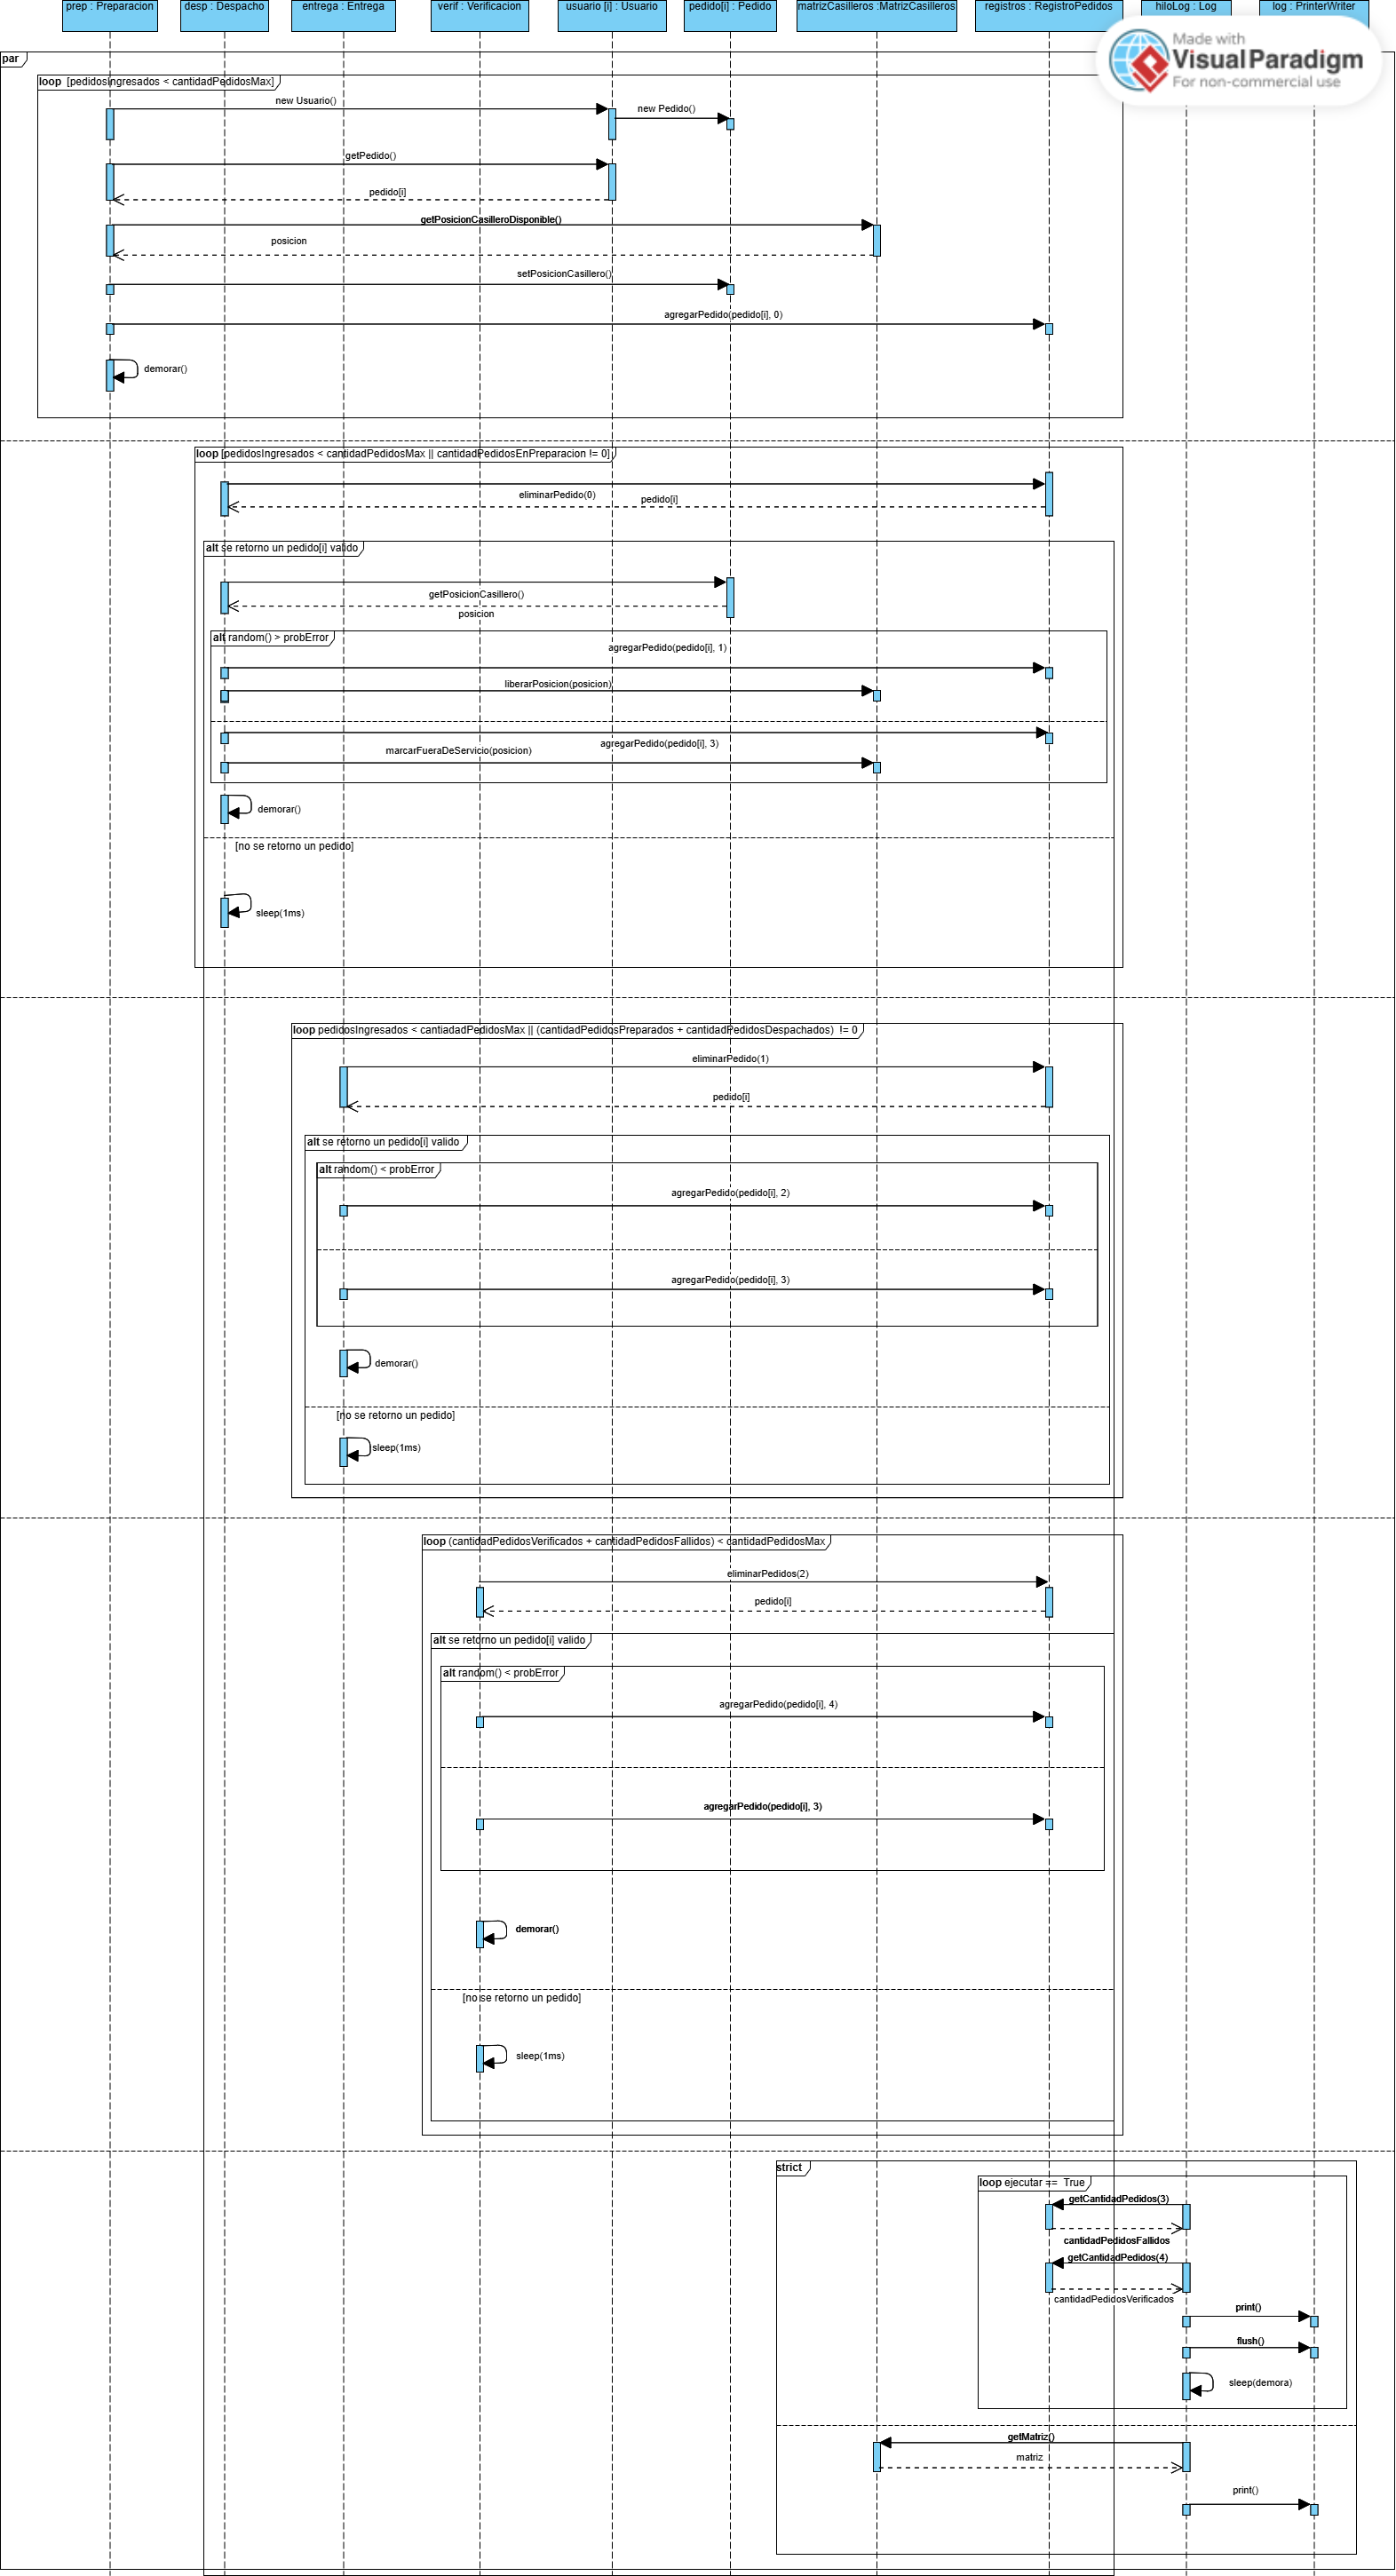 prep : Preparacion
desp : Despacho
entrega : Entrega
verif : Verificacion
usuario [i] : Usuario
pedido[i] : Pedido
matrizCasilleros :MatrizCasilleros
registros : RegistroPedidos
hiloLog : Log
log : PrinterWriter
Made with
Visual Paradigm
For non-commercial use
par
loop [pedidosIngresados < cantidadPedidosMax]
new Usuario()
new Pedido()
getPedido()
pedido[i]
getPosicionCasilleroDisponible()
posicion
setPosicionCasillero()
agregarPedido(pedido[i], 0)
demorar()
loop [pedidosIngresados < cantidadPedidosMax || cantidadPedidosEnPreparacion != 0]
eliminarPedido(0)
pedido[i]
alt se retorno un pedido[i] valido
getPosicionCasillero()
posicion
alt random() > probError
agregarPedido(pedido[i], 1)
liberarPosicion(posicion)
agregarPedido(pedido[i], 3)
marcarFueraDeServicio(posicion)
demorar()
[no se retorno un pedido]
sleep(1ms)
loop pedidosIngresados < cantiadadPedidosMax || (cantidadPedidosPreparados + cantidadPedidosDespachados) != 0
eliminarPedido(1)
pedido[i]
alt se retorno un pedido[i] valido
alt random() < probError
agregarPedido(pedido[i], 2)
agregarPedido(pedido[i], 3)
demorar()
[no se retorno un pedido]
sleep(1ms)
loop (cantidadPedidosVerificados + cantidadPedidosFallidos) < cantidadPedidosMax
eliminarPedidos(2)
pedido[i]
alt se retorno un pedido[i] valido
alt random() < probError
agregarPedido(pedido[i], 4)
agregarPedido(pedido[i], 3)
demorar()
[no se retorno un pedido]
sleep(1ms)
strict
loop ejecutar == True
getCantidadPedidos(3)
cantidadPedidosFallidos
getCantidadPedidos(4)
cantidadPedidosVerificados
print()
flush()
sleep(demora)
getMatriz()
matriz
print()